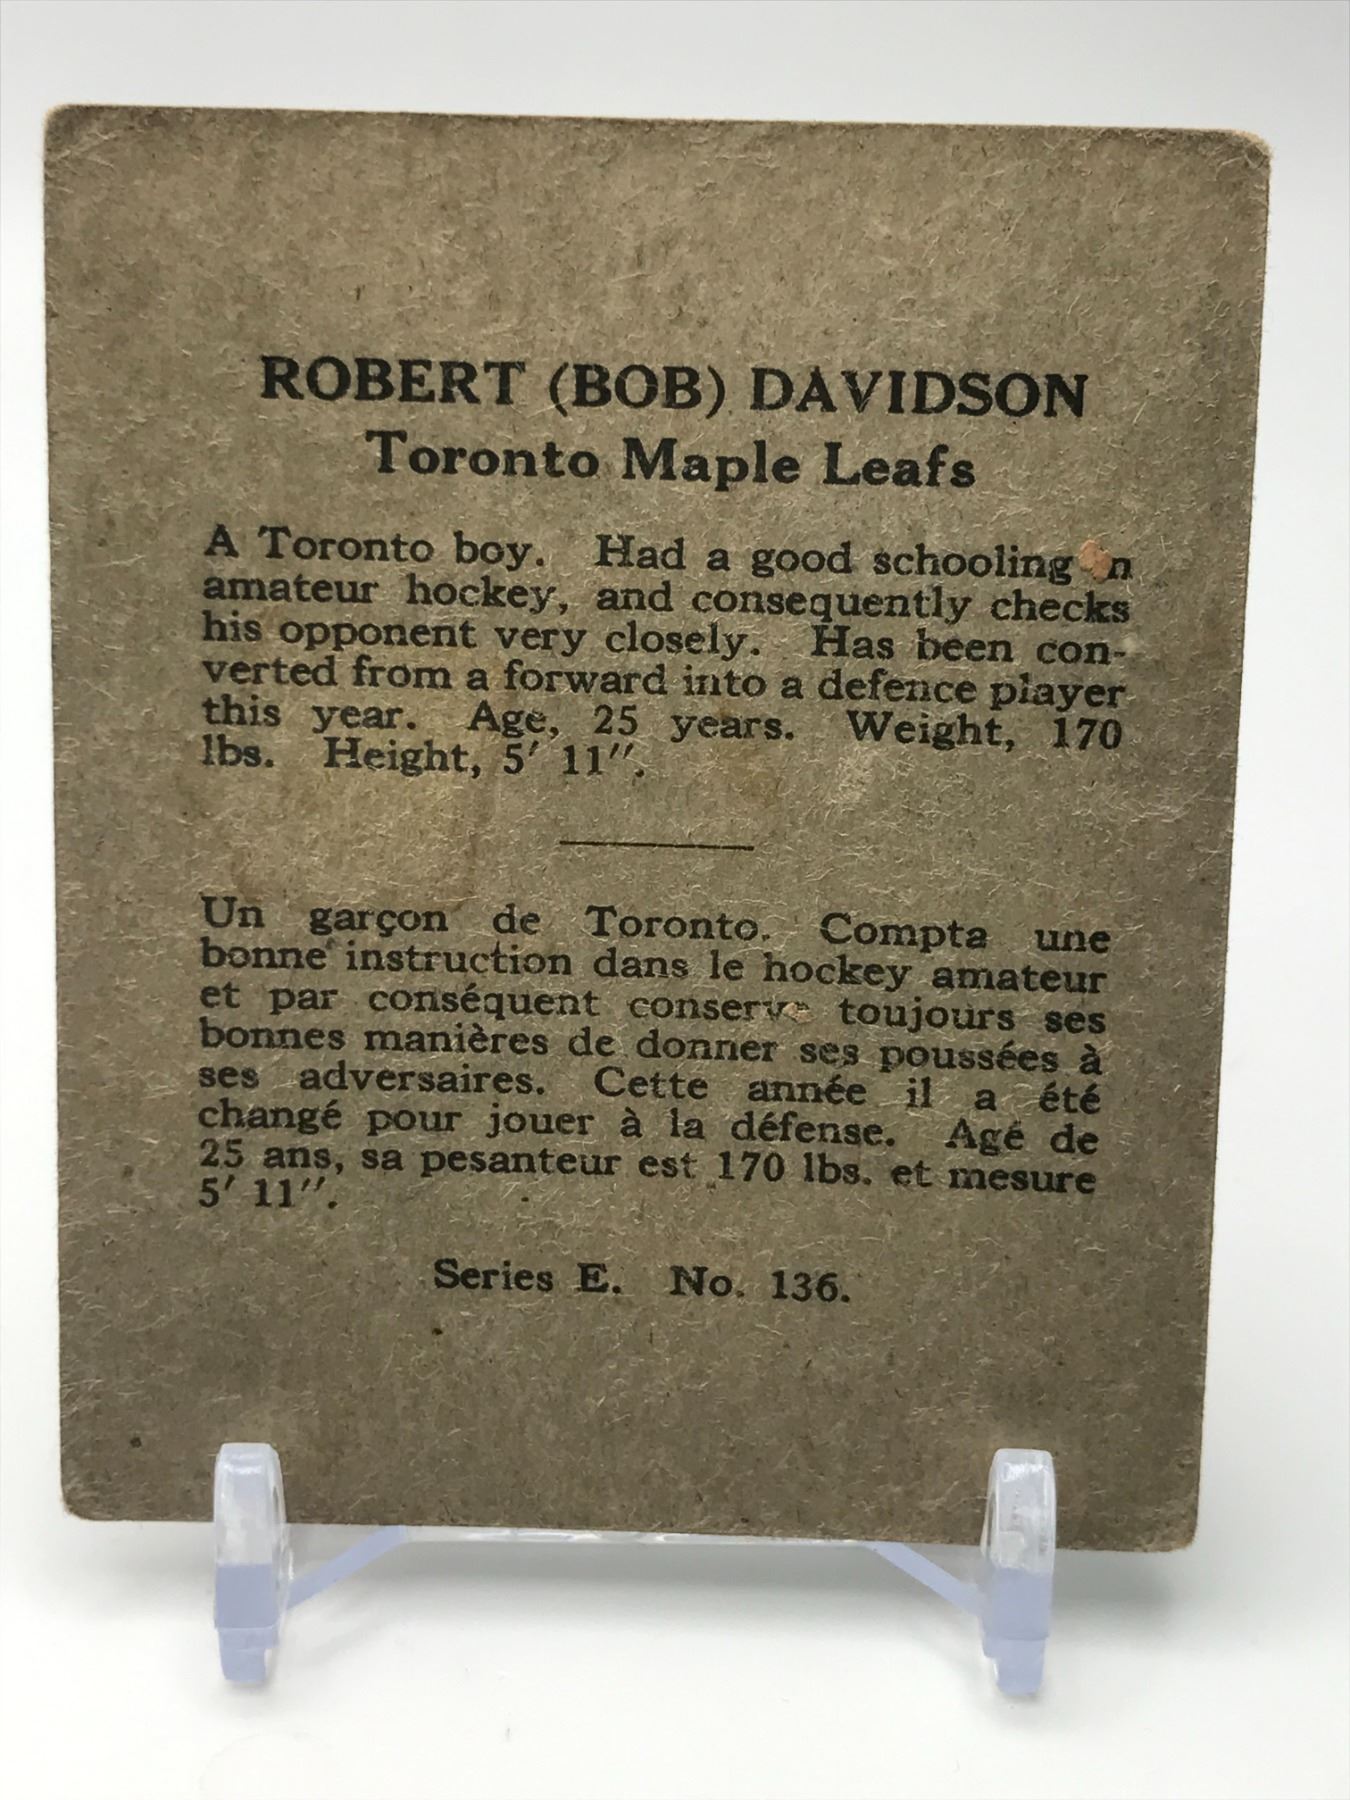 ROBERT (BOB) DAVIDSON
Toronto Maple Leafs
A Toronto boy. Had a good schooling in
amateur hockey, and consequently checks
his opponent very closely. Has been con-
verted from a forward into a defence player
this year. Age, 25 years. Weight, 170
lbs. Height, 5′ 11″.
Un garçon de Toronto. Compta une
bonne instruction dans le hockey amateur
et par conséquent conserve toujours ses
bonnes manières de donner ses poussées à
ses adversaires. Cette année il a été
changé pour jouer à la défense. Agé de
25 ans, sa pesanteur est 170 lbs. et mesure
5′ 11″.
Series E. No. 136.